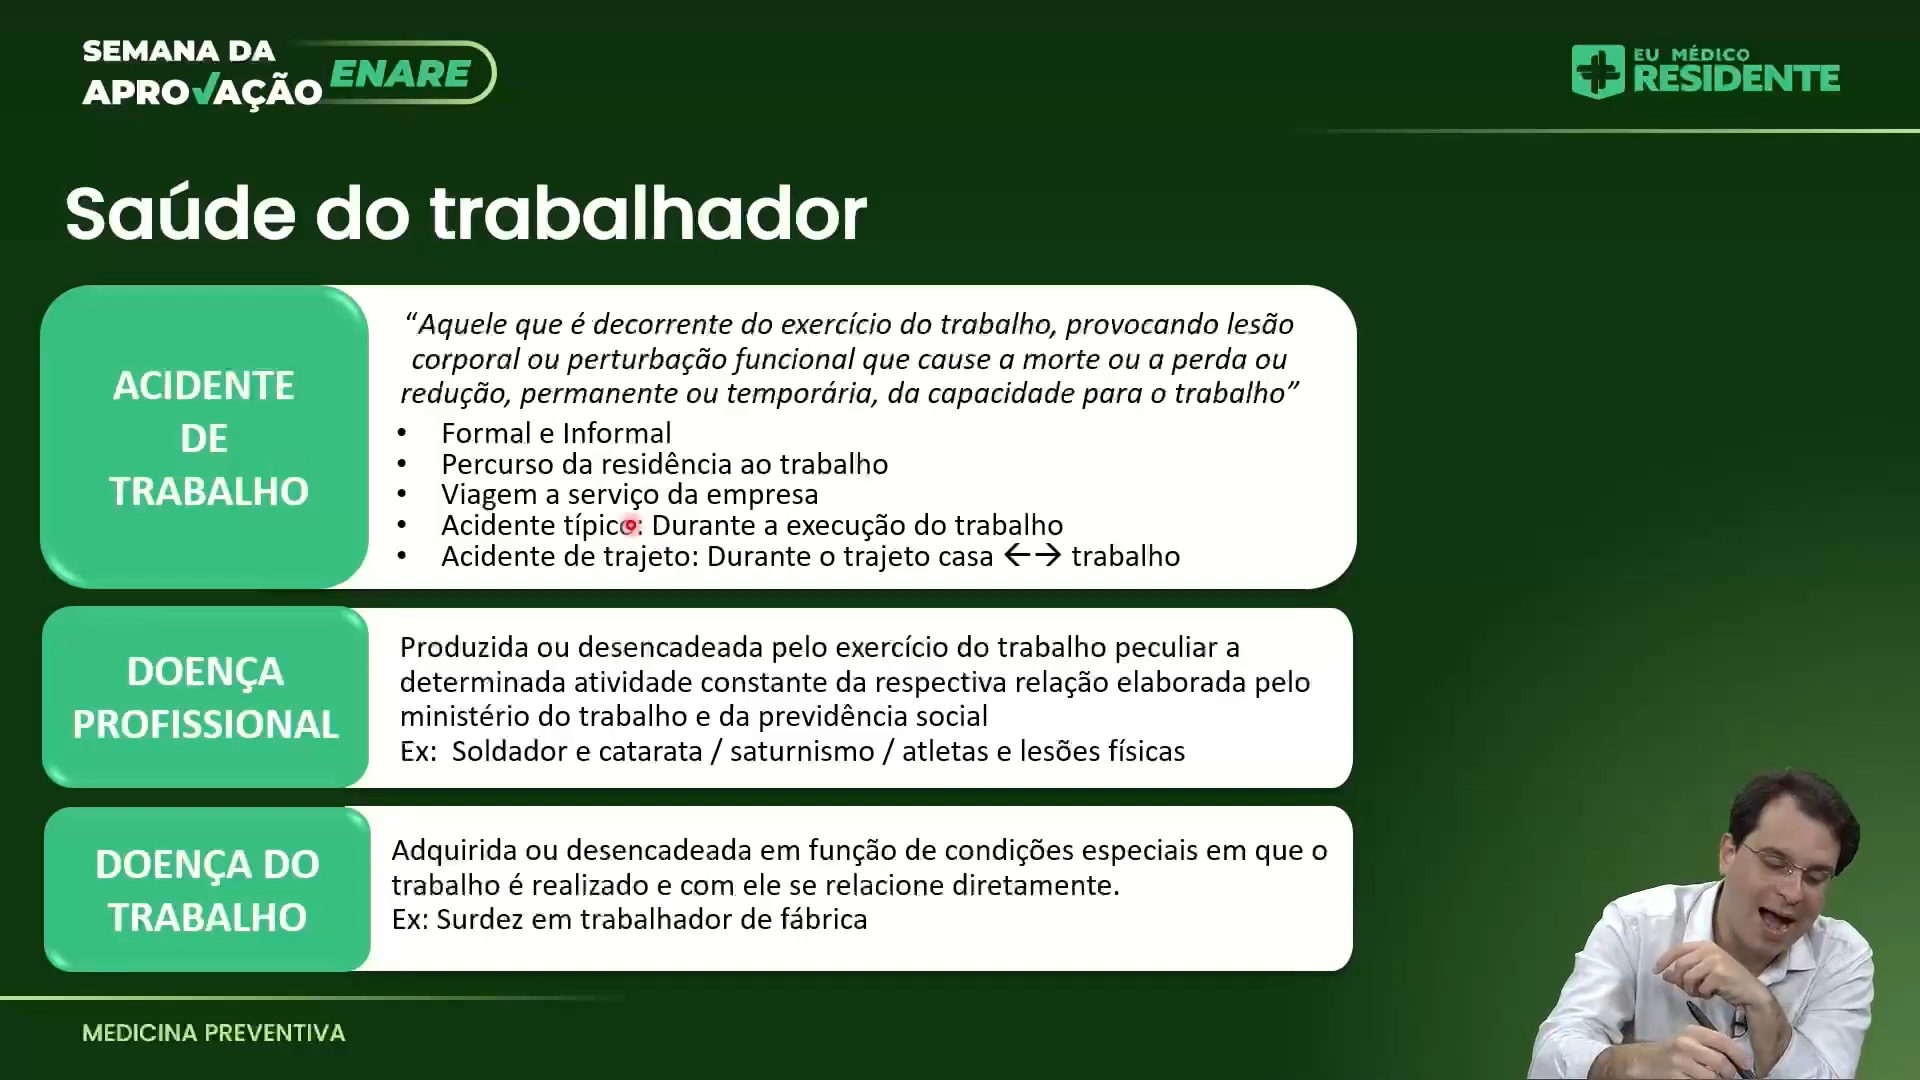 SEMANA DA
APROVAÇÃO ENARE
EU MÉDICO
RESIDENTE
Saúde do trabalhador
ACIDENTE
DE
TRABALHO
“Aquele que é decorrente do exercício do trabalho, provocando lesão
corporal ou perturbação funcional que cause a morte ou a perda ou
redução, permanente ou temporária, da capacidade para o trabalho”
• Formal e Informal
• Percurso da residência ao trabalho
• Viagem a serviço da empresa
• Acidente típico: Durante a execução do trabalho
• Acidente de trajeto: Durante o trajeto casa ←→ trabalho
DOENÇA
PROFISSIONAL
Produzida ou desencadeada pelo exercício do trabalho peculiar a
determinada atividade constante da respectiva relação elaborada pelo
ministério do trabalho e da previdência social
Ex: Soldador e catarata / saturnismo / atletas e lesões físicas
DOENÇA DO
TRABALHO
Adquirida ou desencadeada em função de condições especiais em que o
trabalho é realizado e com ele se relacione diretamente.
Ex: Surdez em trabalhador de fábrica
MEDICINA PREVENTIVA